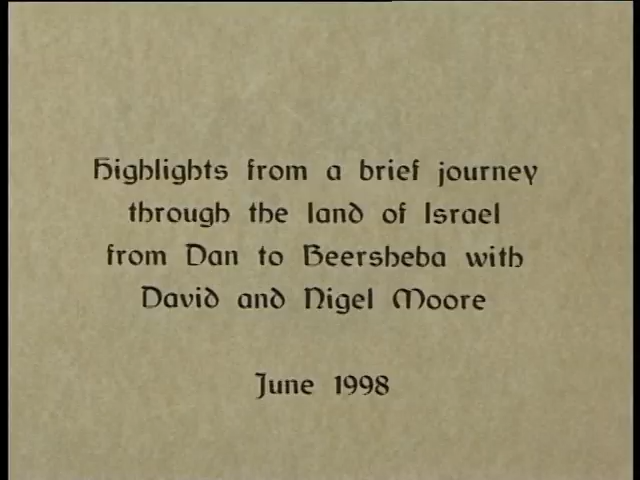 Highlights from a brief journey
through the land of Israel
from Dan to Beersheba with
David and Nigel Moore
June 1998